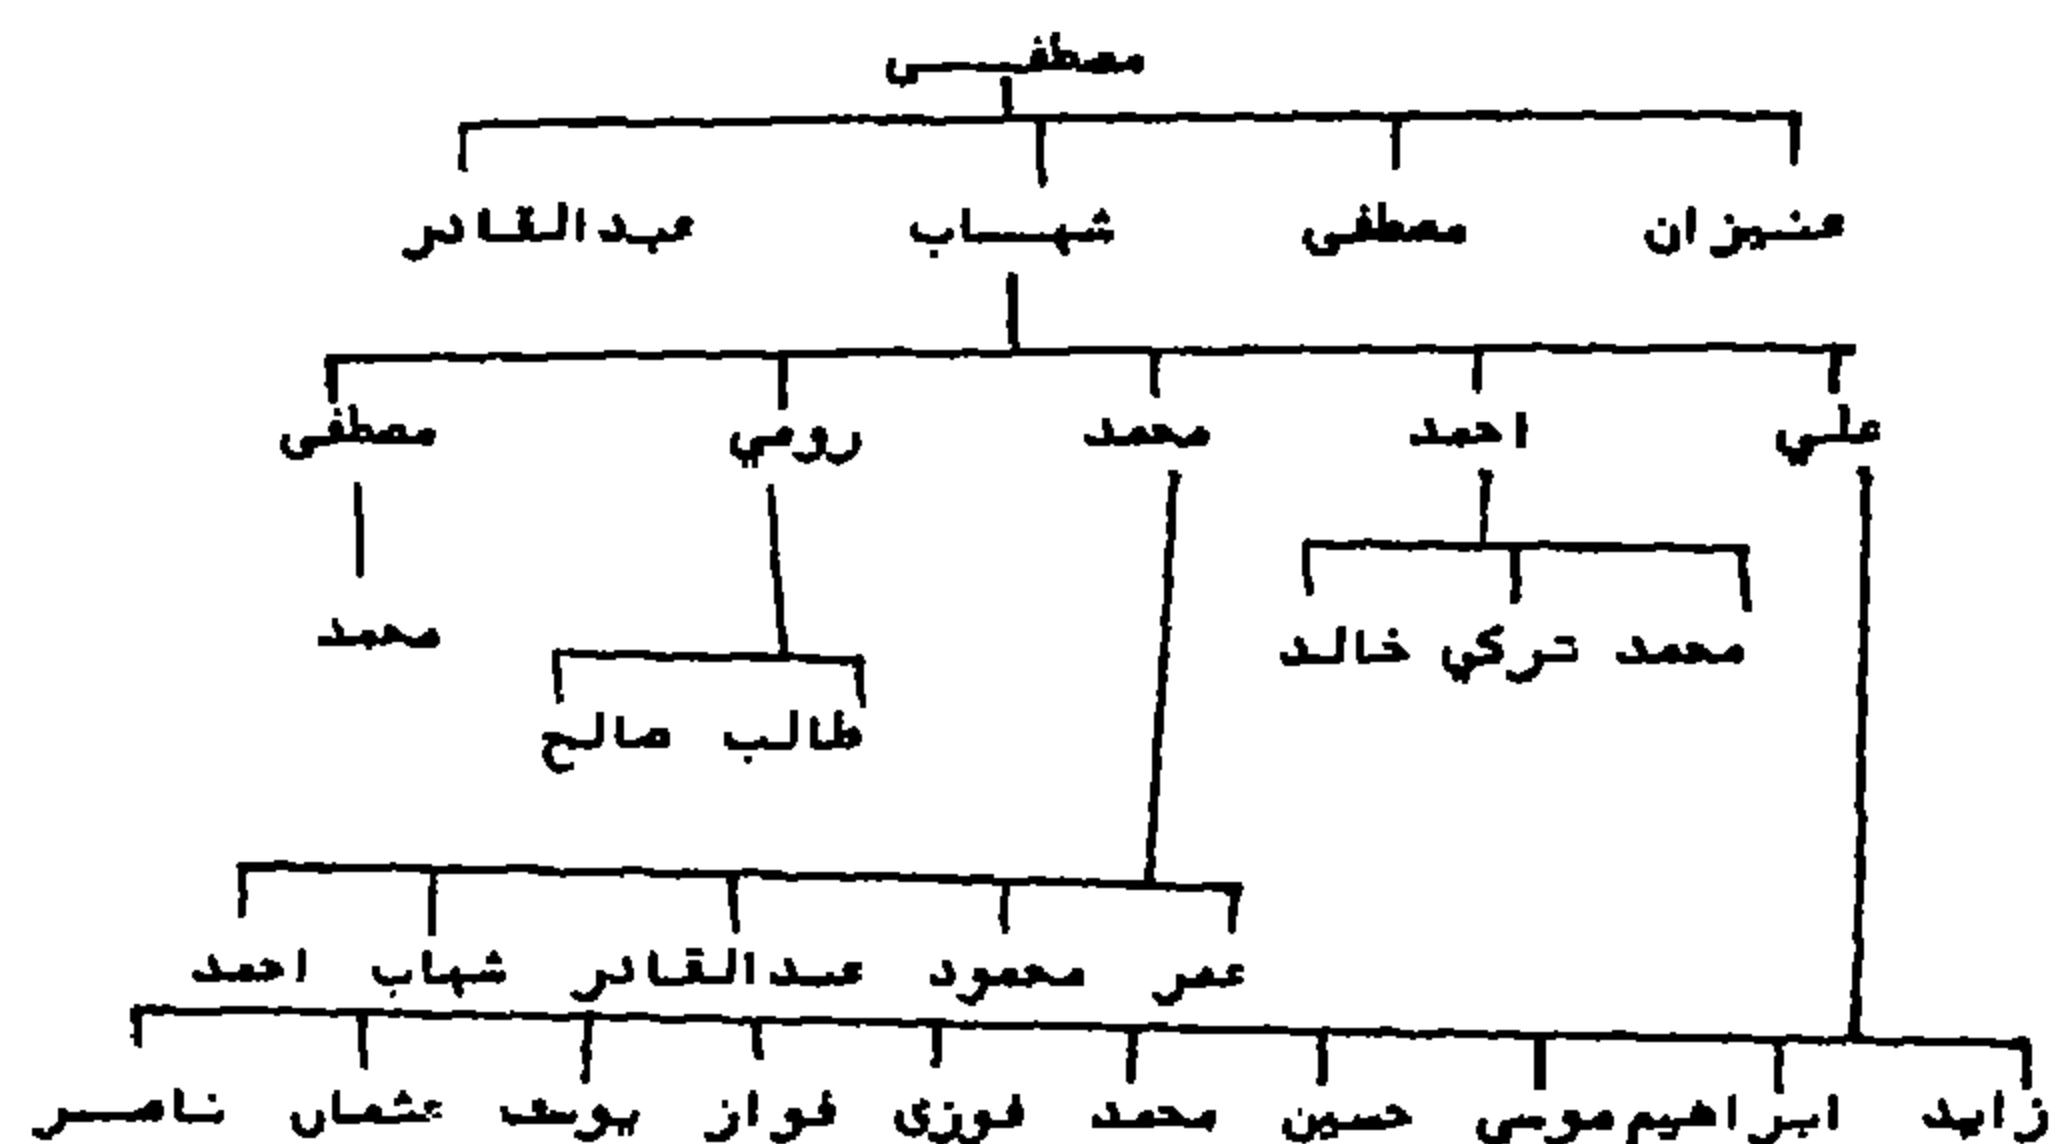 مصطفى
عنيزان مصطفى شهاب عبدالقادر
علي احمد محمد رومي مصطفى
محمد تركي خالد محمد
طالب صالح
عمر محمود عبدالقادر شهاب احمد
زايد ابراهيم موسى حسين محمد فوزى فواز يوسف عثمان ناصر